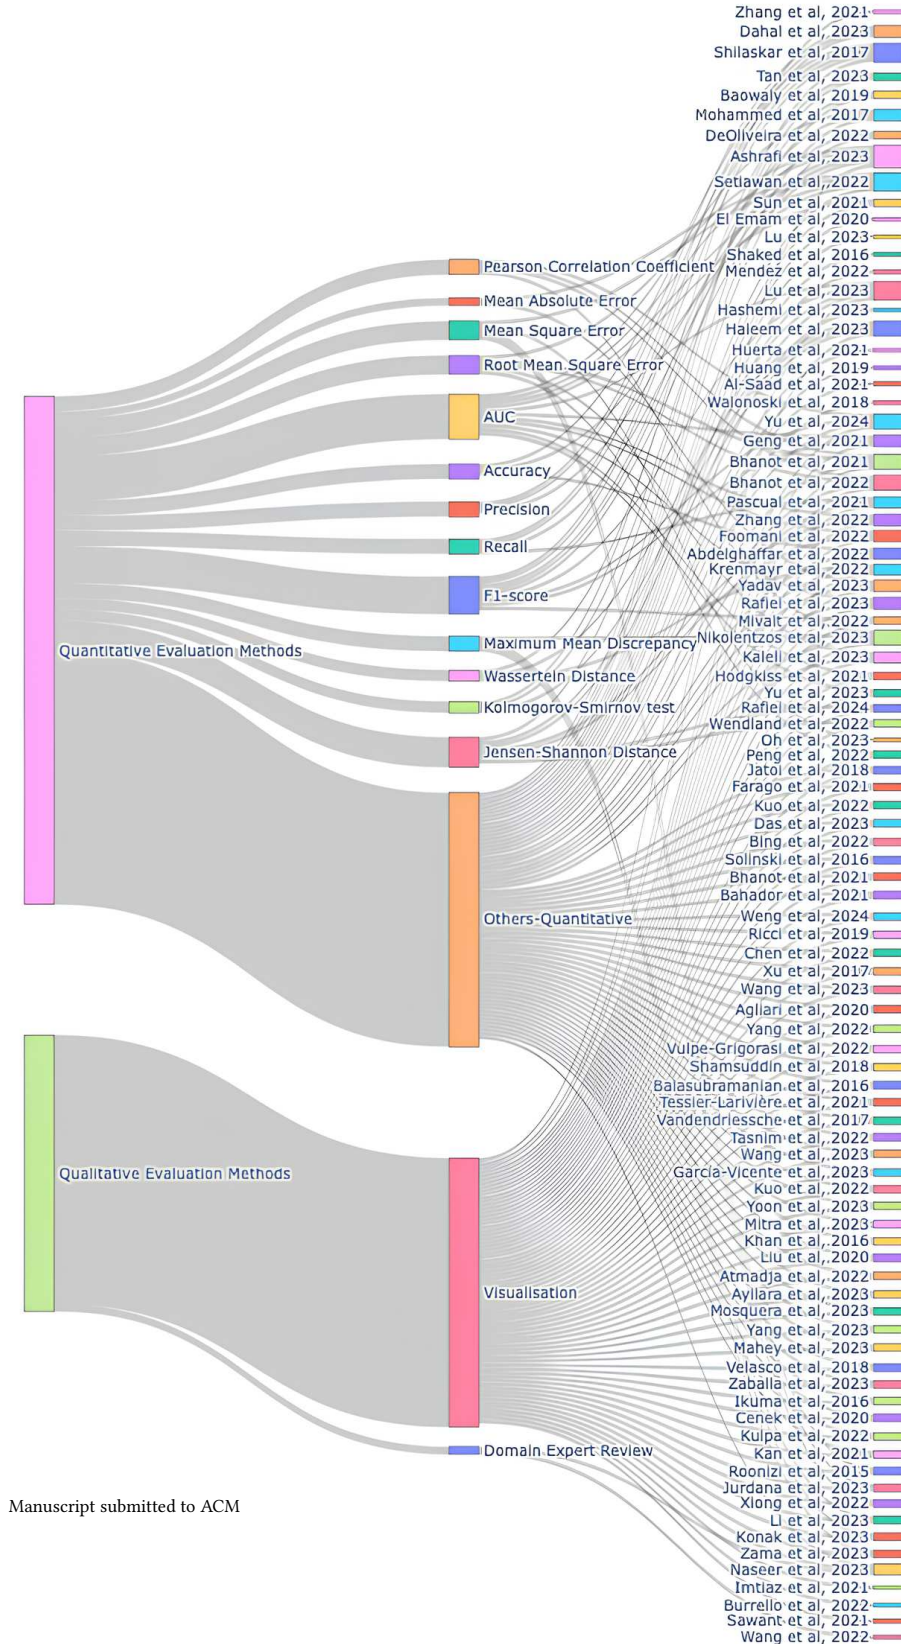 Quantitative Evaluation Methods
Qualitative Evaluation Methods
Pearson Correlation Coefficient
Mean Absolute Error
Mean Square Error
Root Mean Square Error
AUC
Accuracy
Precision
Recall
F1-score
Maximum Mean Discrepancy
Wassertein Distance
Kolmogorov-Smirnov test
Jensen-Shannon Distance
Others-Quantitative
Visualisation
Domain Expert Review
Zhang et al, 2021
Dahal et al, 2023
Shilaskar et al, 2017
Tan et al, 2023
Baowaly et al, 2019
Mohammed et al, 2017
DeOliveira et al, 2022
Ashrafi et al, 2023
Setiawan et al, 2022
Sun et al, 2021
El Emam et al, 2020
Lu et al, 2023
Shaked et al, 2016
Mendéz et al, 2022
Lu et al, 2023
Hashemi et al, 2023
Haleem et al, 2023
Huerta et al, 2021
Huang et al, 2019
Al-Saad et al, 2021
Walonoski et al, 2018
Yu et al, 2024
Geng et al, 2021
Bhanot et al, 2021
Bhanot et al, 2022
Pascual et al, 2021
Zhang et al, 2022
Foomani et al, 2022
Abdelghaffar et al, 2022
Krenmayr et al, 2022
Yadav et al, 2023
Rafiei et al, 2023
Mivalt et al, 2022
Nikolentzos et al, 2023
Kaleli et al, 2023
Hodgkiss et al, 2021
Yu et al, 2023
Rafiei et al, 2024
Wendland et al, 2022
Oh et al, 2023
Peng et al, 2022
Jatoi et al, 2018
Farago et al, 2021
Kuo et al, 2022
Das et al, 2023
Bing et al, 2022
Solinski et al, 2016
Bhanot et al, 2021
Bahador et al, 2021
Weng et al, 2024
Ricci et al, 2019
Chen et al, 2022
Xu et al, 2017
Wang et al, 2023
Agliari et al, 2020
Yang et al, 2022
Vulpe-Grigorasi et al, 2022
Shamsuddin et al, 2018
Balasubramanian et al, 2016
Tessier-Larivière et al, 2021
Vandendriessche et al, 2017
Tasnim et al, 2022
Wang et al, 2023
García-Vicente et al, 2023
Kuo et al, 2022
Yoon et al, 2023
Mitra et al, 2023
Khan et al, 2016
Liu et al, 2020
Atmadja et al, 2022
Ayllara et al, 2023
Mosquera et al, 2023
Yang et al, 2023
Mahey et al, 2023
Velasco et al, 2018
Zaballa et al, 2023
Ikuma et al, 2016
Cenek et al, 2020
Kulpa et al, 2022
Kan et al, 2021
Roonizi et al, 2015
Jurdana et al, 2023
Xiong et al, 2022
Li et al, 2023
Konak et al, 2023
Zama et al, 2023
Naseer et al, 2023
Imtiaz et al, 2021
Burrello et al, 2022
Sawant et al, 2021
Wang et al, 2022
Manuscript submitted to ACM